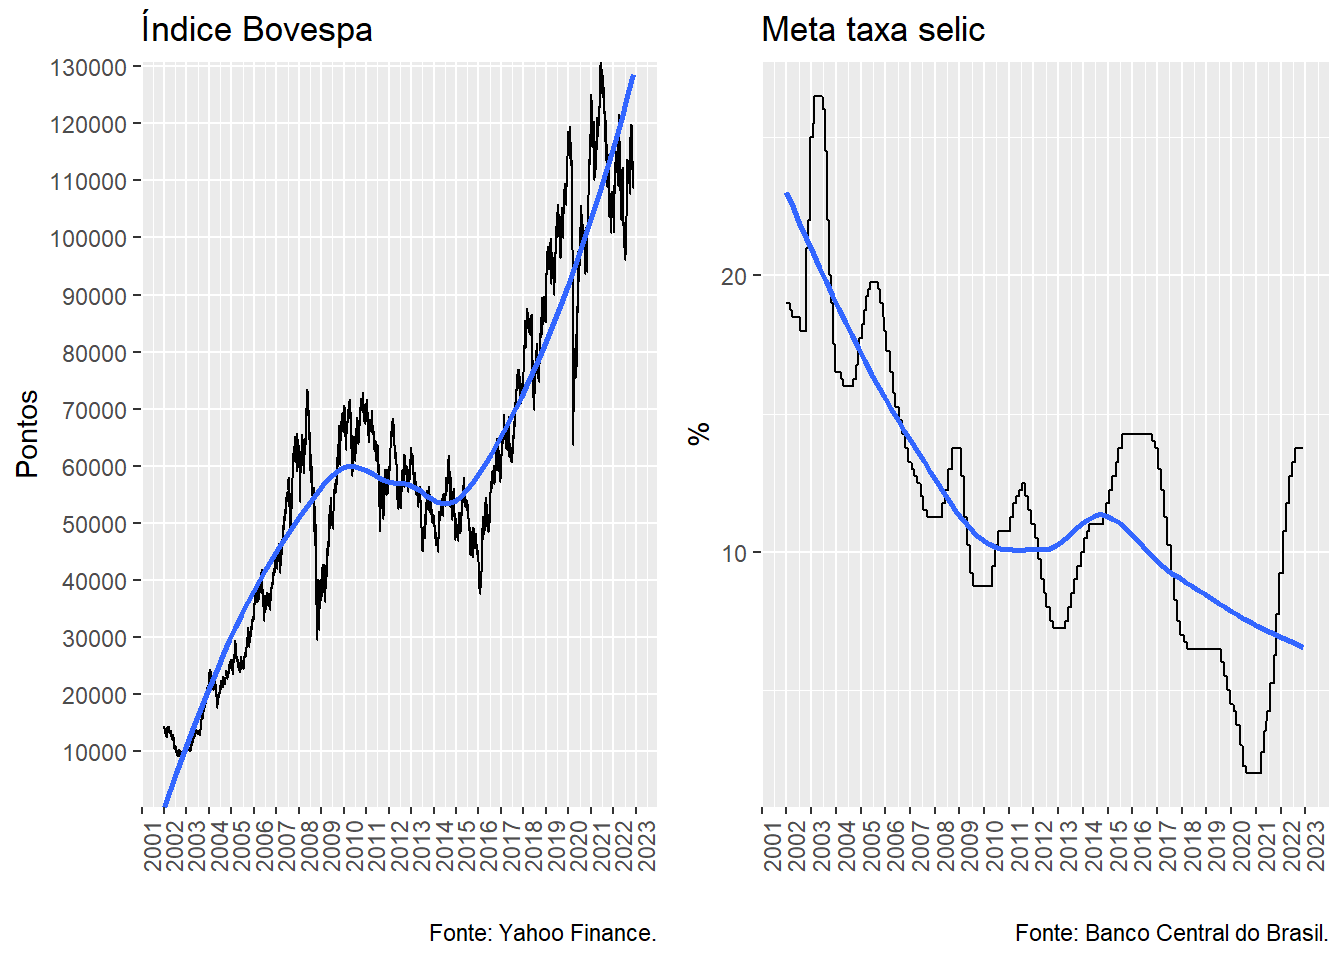 Índice Bovespa
Pontos
130000
120000
110000
100000
90000
80000
70000
60000
50000
40000
30000
20000
10000
2001 2002 2003 2004 2005 2006 2007 2008 2009 2010 2011 2012 2013 2014 2015 2016 2017 2018 2019 2020 2021 2022 2023
Fonte: Yahoo Finance.
Meta taxa selic
%
20
10
2001 2002 2003 2004 2005 2006 2007 2008 2009 2010 2011 2012 2013 2014 2015 2016 2017 2018 2019 2020 2021 2022 2023
Fonte: Banco Central do Brasil.